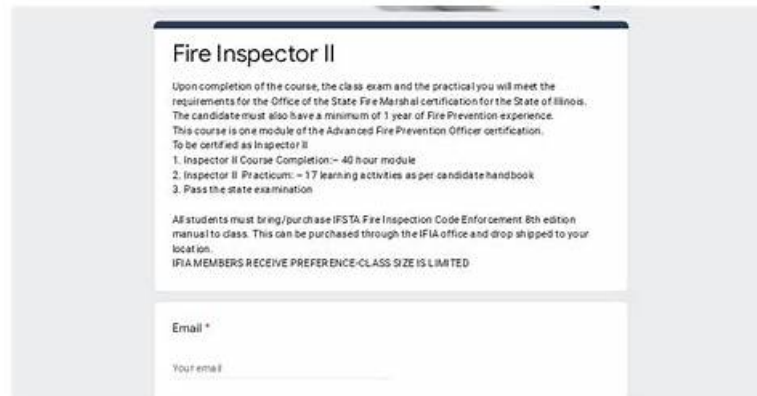 Fire Inspector II
Upon completion of the course, the class exam and the practical you will meet the
requirements for the Office of the State Fire Marshal certification for the State of Illinois.
The candidate must also have a minimum of 1 year of Fire Prevention experience.
This course is one module of the Advanced Fire Prevention Officer certification.
To be certified as Inspector II
1. Inspector II Course Completion:– 40 hour module
2. Inspector II Practicum: – 17 learning activities as per candidate handbook
3. Pass the state examination
All students must bring/purchase IFSTA Fire Inspection Code Enforcement 8th edition
manual to class. This can be purchased through the IFIA office and drop shipped to your
location.
IFIA MEMBERS RECEIVE PREFERENCE-CLASS SIZE IS LIMITED
Email *
Your email